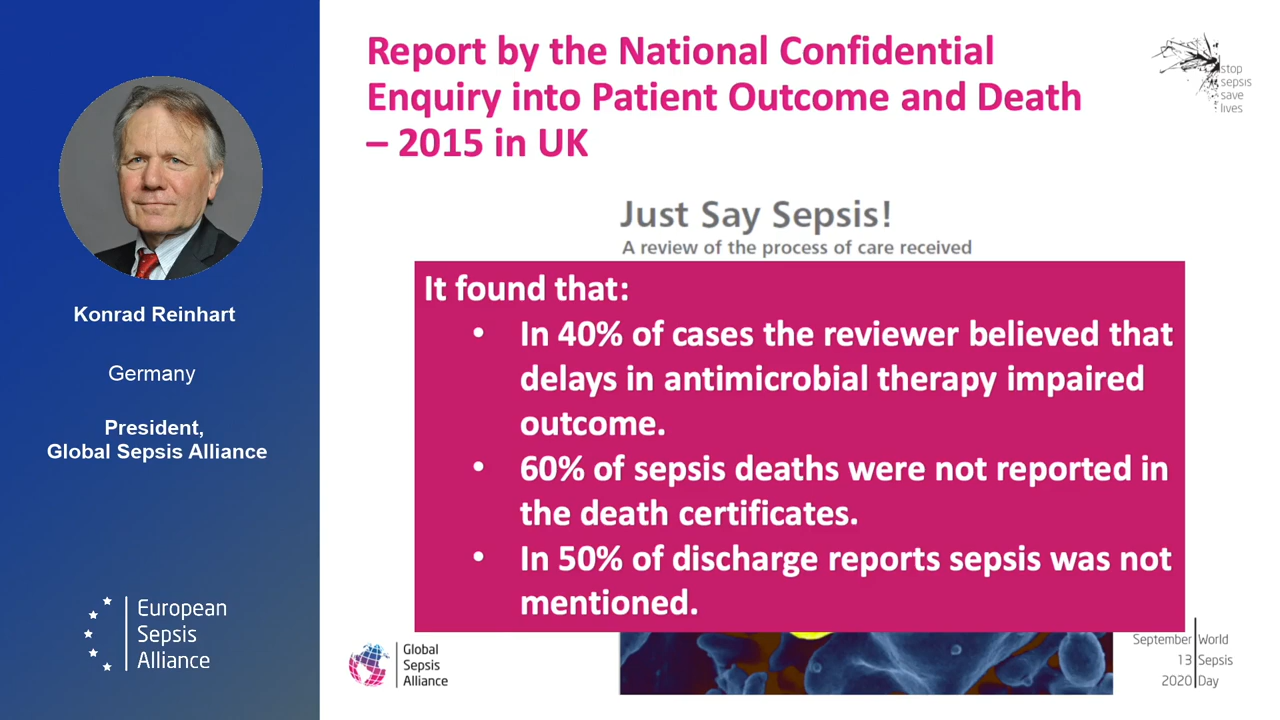 Report by the National Confidential
Enquiry into Patient Outcome and Death
– 2015 in UK
stop
sepsis
save
lives
Konrad Reinhart
Germany
President,
Global Sepsis Alliance
European
Sepsis
Alliance
Just Say Sepsis!
A review of the process of care received
It found that:
• In 40% of cases the reviewer believed that
delays in antimicrobial therapy impaired
outcome.
• 60% of sepsis deaths were not reported in
the death certificates.
• In 50% of discharge reports sepsis was not
mentioned.
Global
Sepsis
Alliance
September World
13 Sepsis
2020 Day